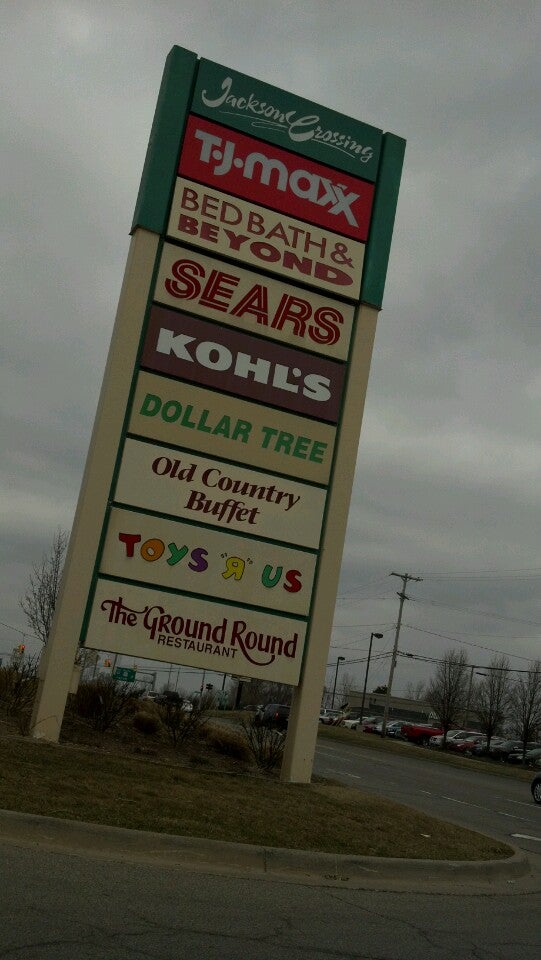 Jackson Crossing
T·J·maxx
BED BATH &
BEYOND
SEARS
KOHL'S
DOLLAR TREE
Old Country
Buffet
TOYS "R" US
The Ground Round
RESTAURANT